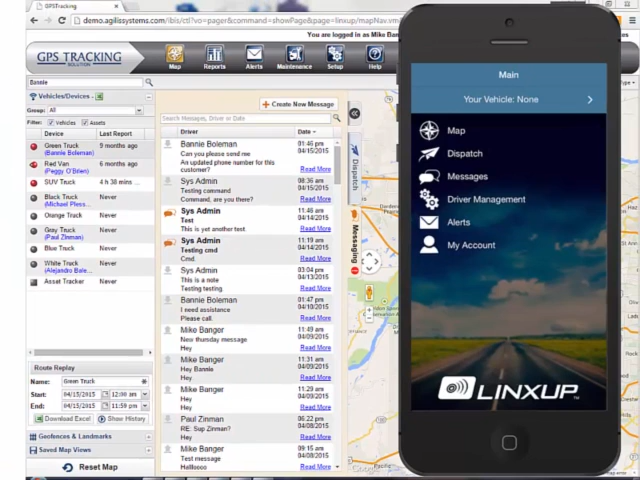 GPSTracking
demo.agilissystems.com/ibis/ctl?vo=pager&command=showPage&page=linxup/mapNav.vm
You are logged in as Mike Ban
GPS TRACKING
SOLUTION
Map
Reports
Alerts
Maintenance
Setup
Help
Bannie
Vehicles/Devices -
Group: All
Filter: Vehicles Assets
Device Last Report
Green Truck 9 months ago
(Bannie Boleman)
Red Van 6 months ago
(Peggy O'Brien)
SUV Truck 4 h 38 mins ...
Black Truck Never
(Michael Pless...
Orange Truck Never
Gray Truck Never
(Paul Zinman)
Blue Truck Never
White Truck Never
(Alejandro Bale...
Asset Tracker Never
Route Replay
Name: Green Truck
Start: 04/15/2015 12:00 am
End: 04/15/2015 11:59 pm
Download Excel Show History
Geofences & Landmarks
Saved Map Views
Reset Map
Create New Message
Search Messages, Driver or Date
Driver Date
Bannie Boleman 01:46 pm
Can you please send me 04/15/2015
An updated phone number for this
customer? Read More
Sys Admin 08:36 am
Testing command 04/15/2015
Command, are you there? Read More
Sys Admin 11:46 am
Test 04/14/2015
This is yet another test Read More
Sys Admin 11:19 am
Testing cmd 04/14/2015
Cmd. Read More
Sys Admin 03:04 pm
This is a note 04/13/2015
Testing testing Read More
Bannie Boleman 01:47 pm
I need assistance 04/10/2015
Please call. Read More
Mike Banger 11:49 am
New thursday message 04/09/2015
Hey Read More
Mike Banger 11:31 am
Hey Bannie 04/09/2015
Hey Read More
Mike Banger 11:29 am
Hey 04/09/2015
Hey Read More
Paul Zinman 06:22 pm
RE: Sup Zinman? 04/08/2015
Hey Read More
Mike Banger 09:15 am
Test message 04/08/2015
Read More
Dispatch
Messaging
Main
Your Vehicle: None
Map
Dispatch
Messages
Driver Management
Alerts
My Account
LINXUP